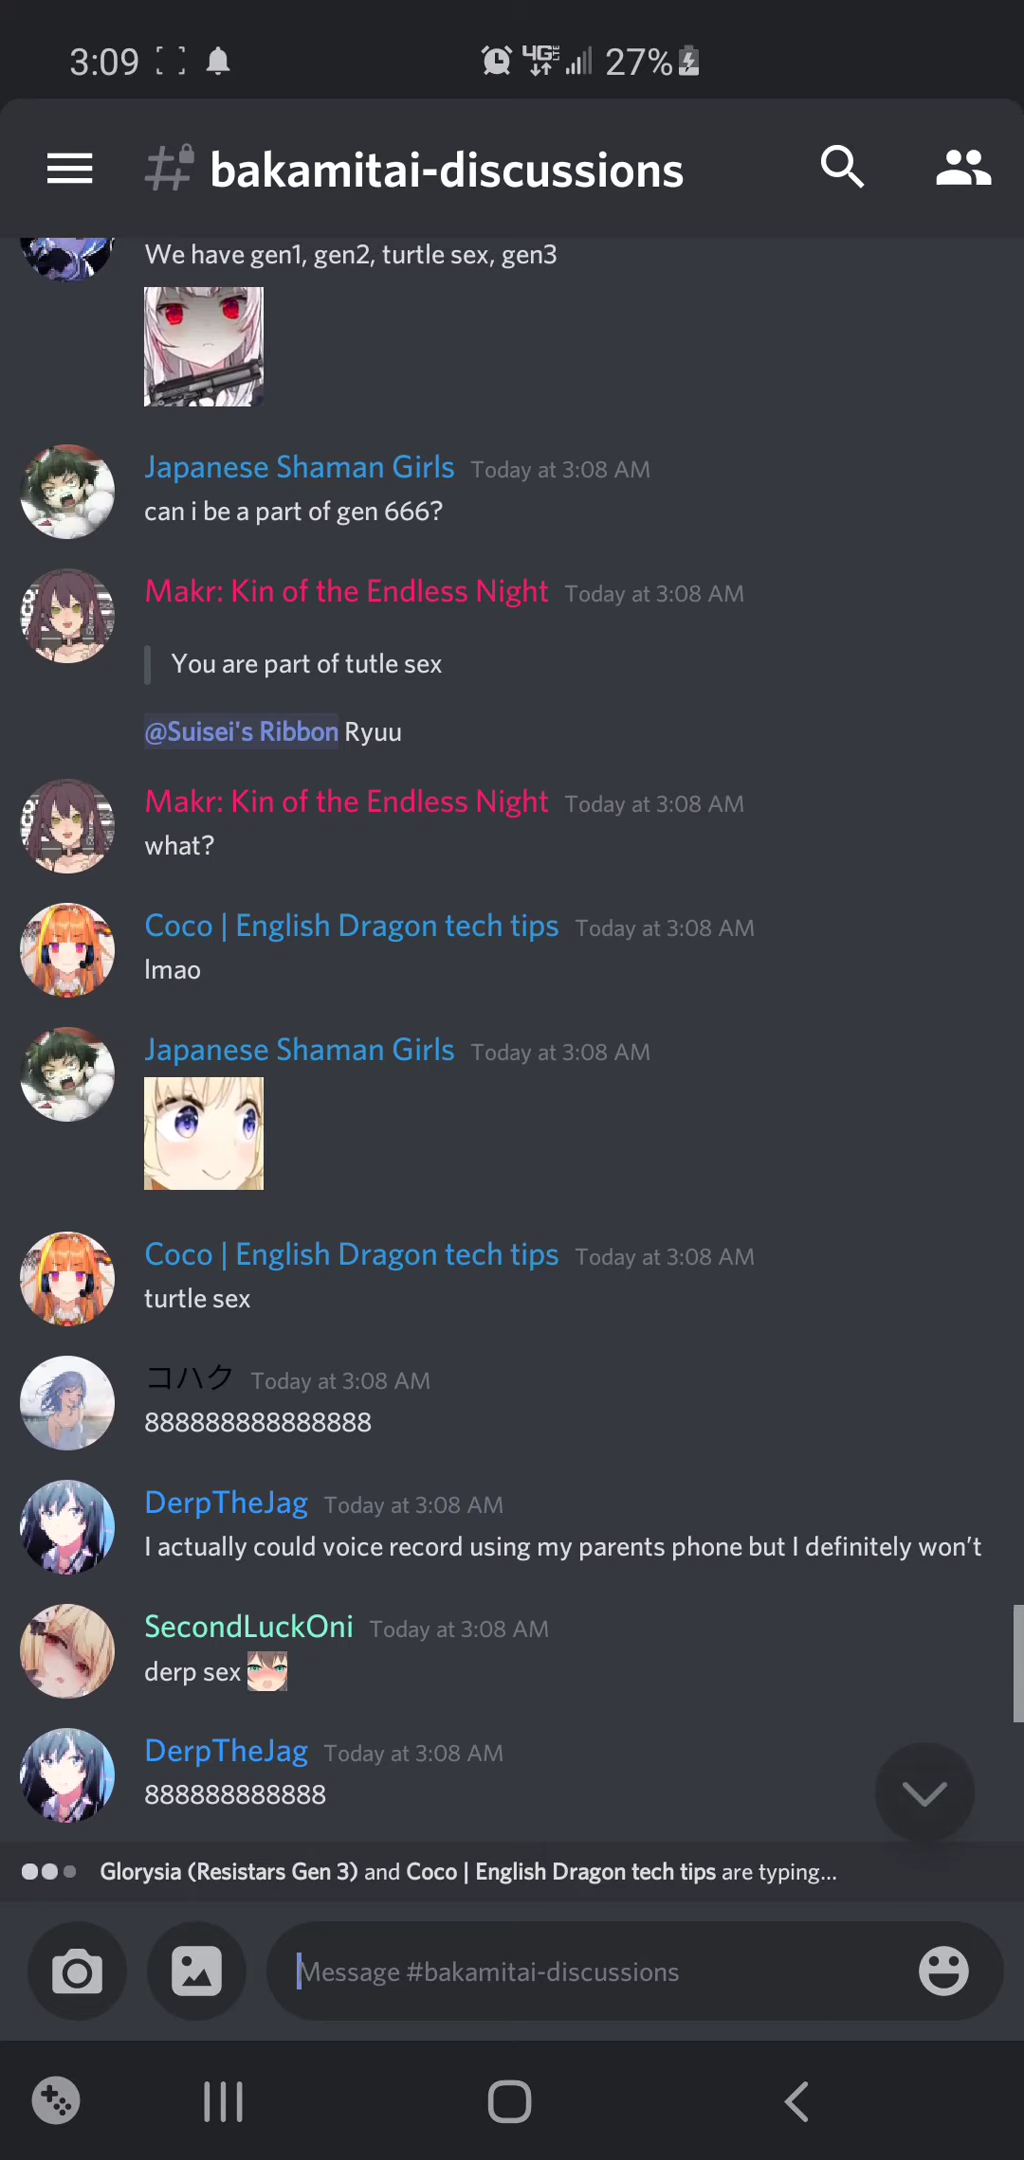 3:09
4G LTE 27%
bakamitai-discussions
We have gen1, gen2, turtle sex, gen3
Japanese Shaman Girls Today at 3:08 AM
can i be a part of gen 666?
Makr: Kin of the Endless Night Today at 3:08 AM
You are part of tutle sex
@Suisei's Ribbon Ryuu
Makr: Kin of the Endless Night Today at 3:08 AM
what?
Coco | English Dragon tech tips Today at 3:08 AM
lmao
Japanese Shaman Girls Today at 3:08 AM
Coco | English Dragon tech tips Today at 3:08 AM
turtle sex
コハク Today at 3:08 AM
888888888888888
DerpTheJag Today at 3:08 AM
I actually could voice record using my parents phone but I definitely won’t
SecondLuckOni Today at 3:08 AM
derp sex
DerpTheJag Today at 3:08 AM
888888888888
Glorysia (Resistars Gen 3) and Coco | English Dragon tech tips are typing...
Message #bakamitai-discussions